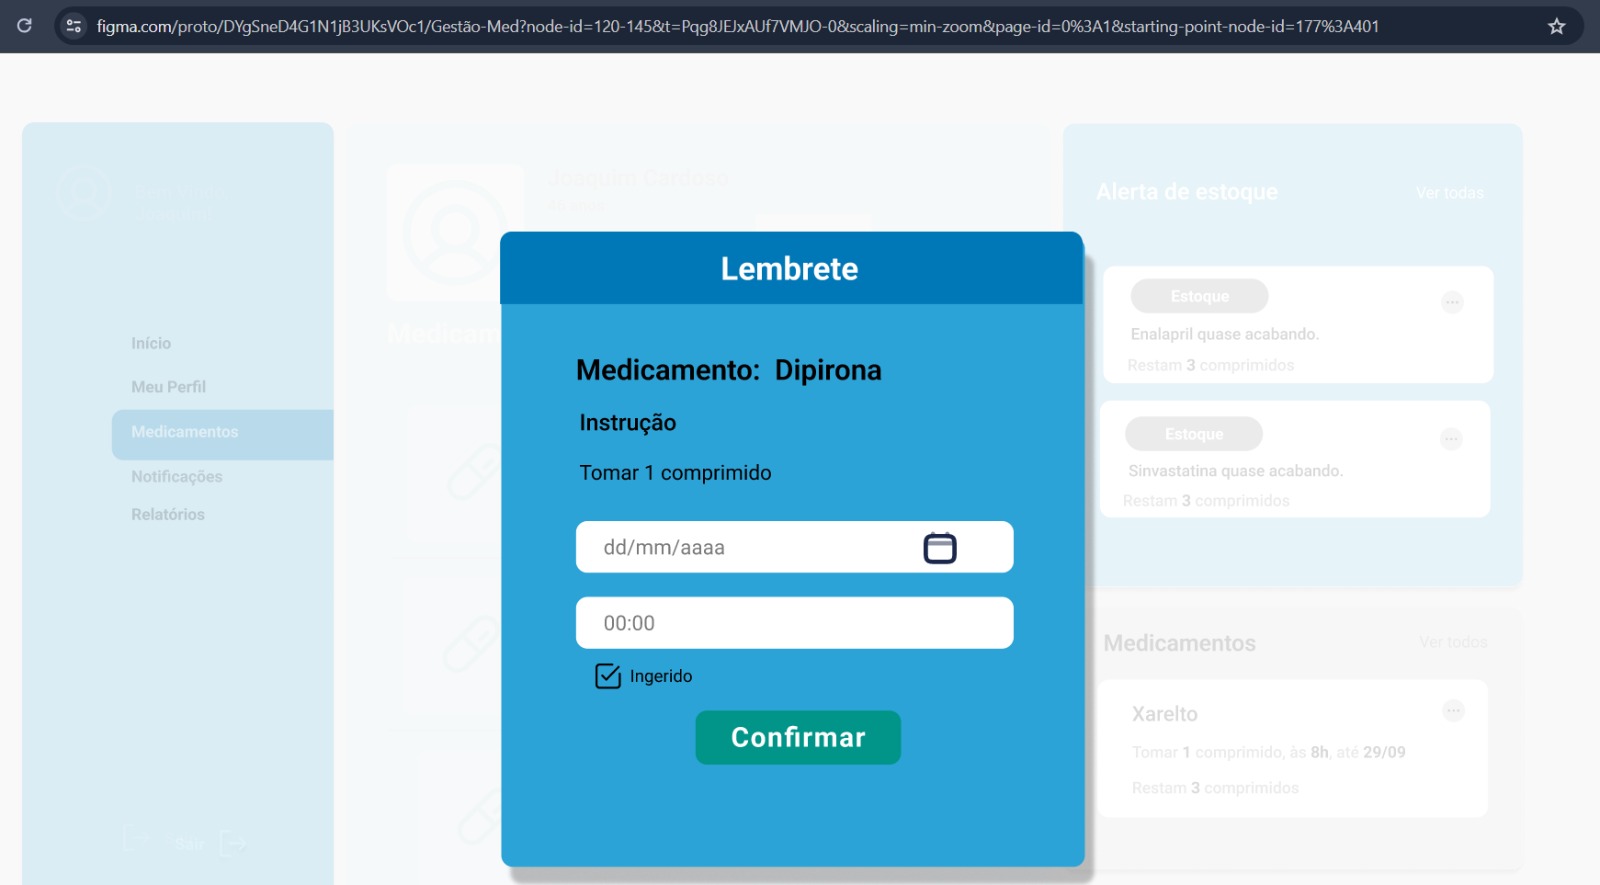 figma.com/proto/DYgSneD4G1N1jB3UKsVOc1/Gestão-Med?node-id=120-145&t=Pqg8JEJxAUf7VMJO-0&scaling=min-zoom&page-id=0%3A1&starting-point-node-id=177%3A401
Início
Meu Perfil
Medicamentos
Notificações
Relatórios
Sair
Joaquim Cardoso
Lembrete
Medicamento: Dipirona
Instrução
Tomar 1 comprimido
dd/mm/aaaa
00:00
Ingerido
Confirmar
Alerta de estoque
Ver todas
Estoque
Enalapril quase acabando.
Restam 3 comprimidos
Estoque
Sinvastatina quase acabando.
Restam 3 comprimidos
Medicamentos
Ver todos
Xarelto
Tomar 1 comprimido, às 8h, até 29/09
Restam 3 comprimidos